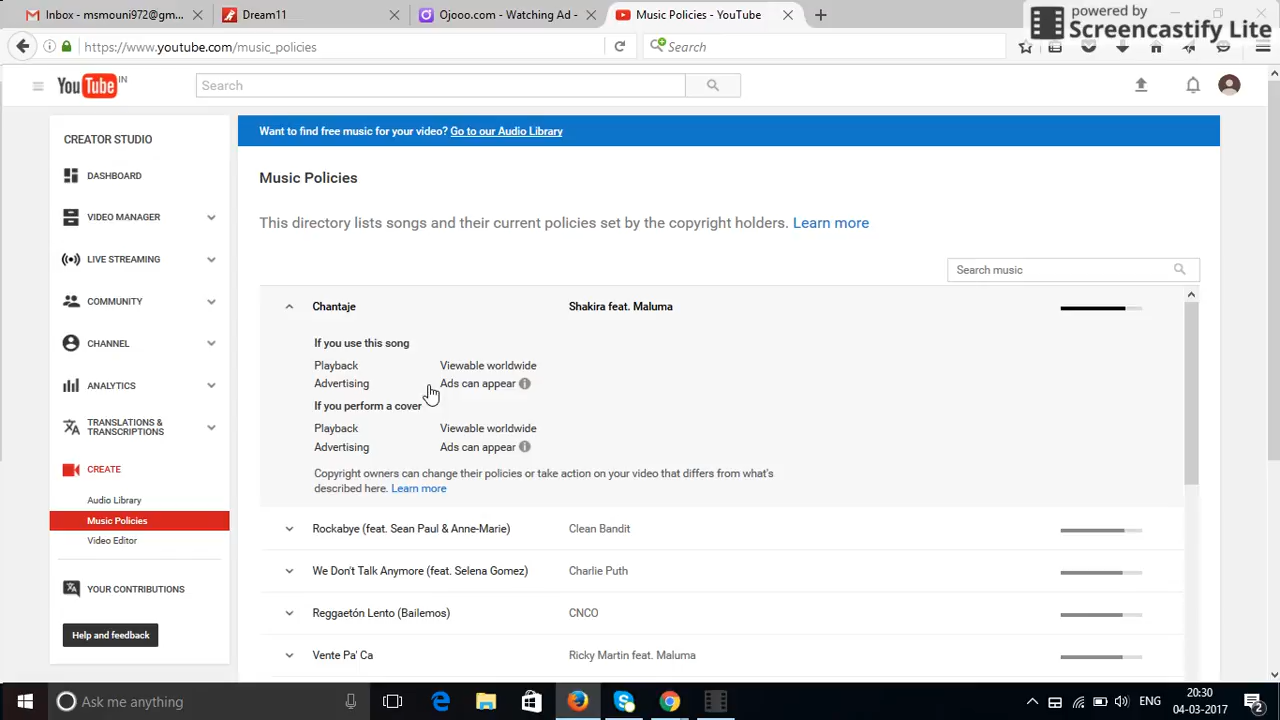 Inbox - msmouni972@gm...
Dream11
Ojooo.com - Watching Ad -
Music Policies - YouTube
powered by
Screencastify Lite
https://www.youtube.com/music_policies
Search
YouTube IN
Search
CREATOR STUDIO
DASHBOARD
VIDEO MANAGER
LIVE STREAMING
COMMUNITY
CHANNEL
ANALYTICS
TRANSLATIONS &
TRANSCRIPTIONS
CREATE
Audio Library
Music Policies
Video Editor
YOUR CONTRIBUTIONS
Help and feedback
Want to find free music for your video? Go to our Audio Library
Music Policies
This directory lists songs and their current policies set by the copyright holders. Learn more
Search music
Chantaje Shakira feat. Maluma
If you use this song
Playback Viewable worldwide
Advertising Ads can appear
If you perform a cover
Playback Viewable worldwide
Advertising Ads can appear
Copyright owners can change their policies or take action on your video that differs from what's
described here. Learn more
Rockabye (feat. Sean Paul & Anne-Marie) Clean Bandit
We Don't Talk Anymore (feat. Selena Gomez) Charlie Puth
Reggaetón Lento (Bailemos) CNCO
Vente Pa' Ca Ricky Martin feat. Maluma
Ask me anything
ENG
20:30
04-03-2017
2